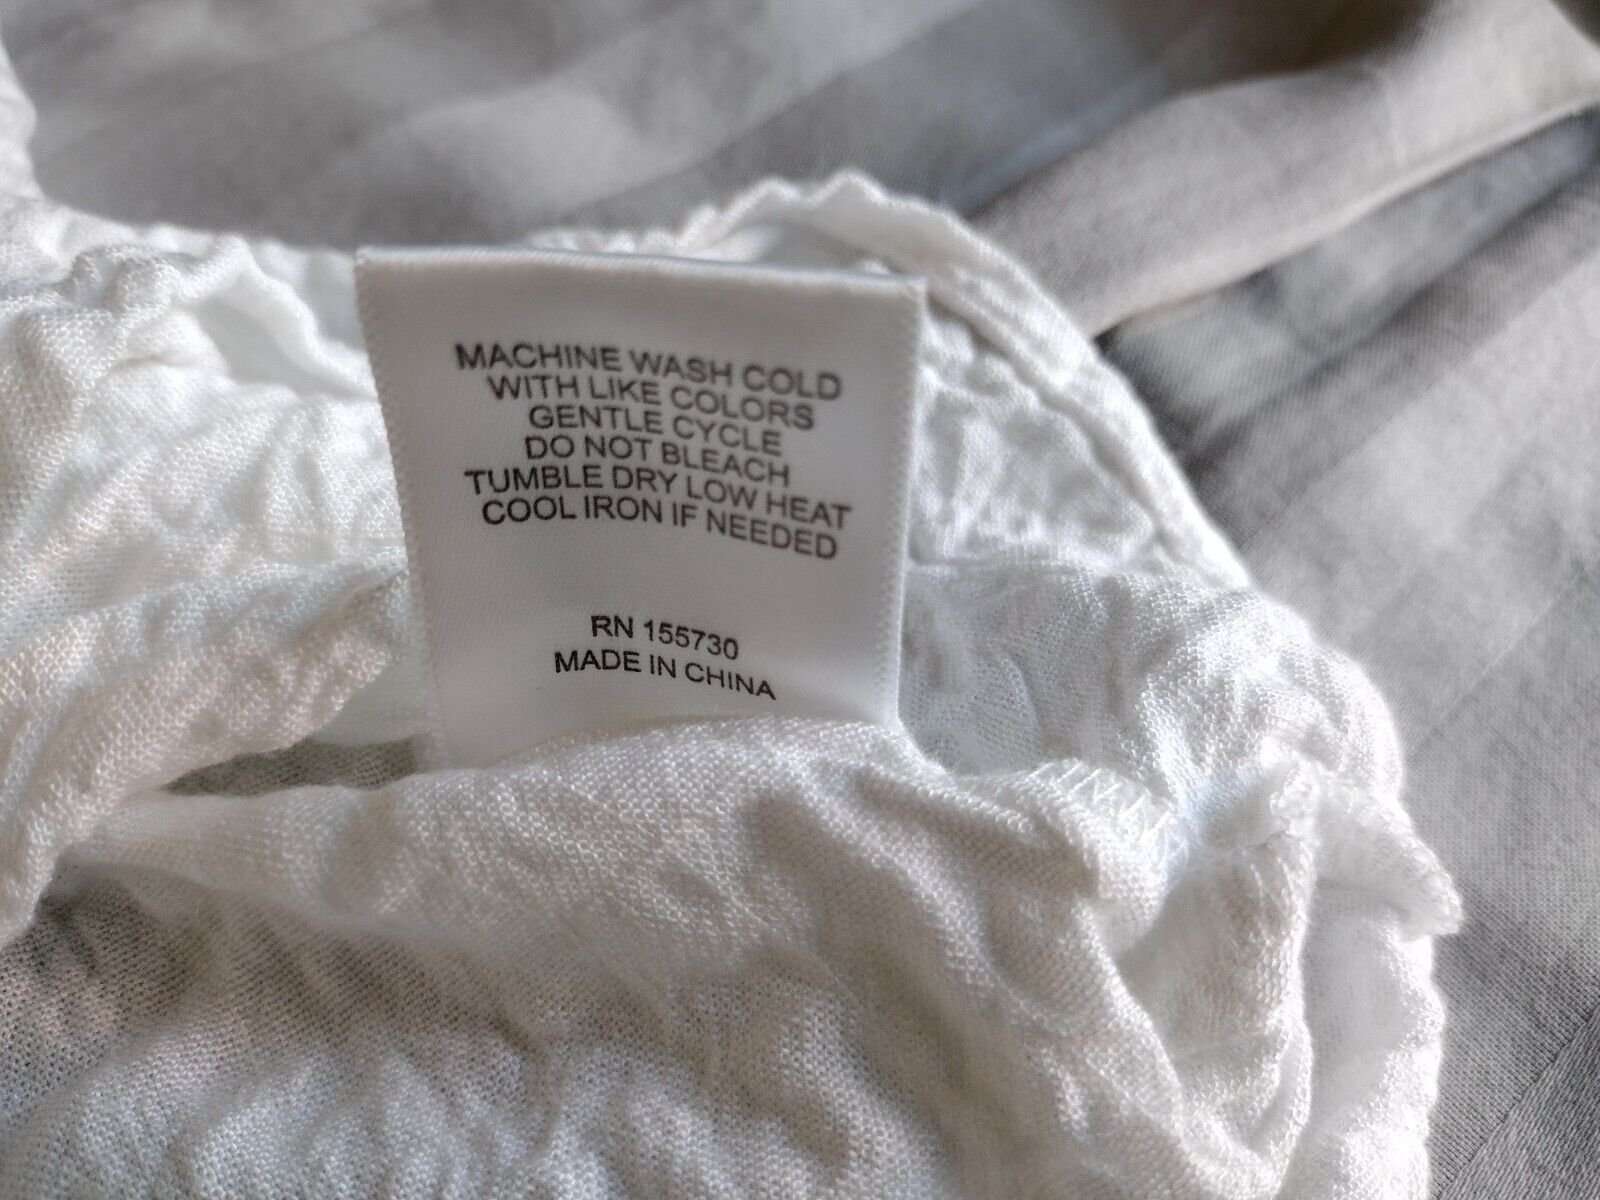 MACHINE WASH COLD
WITH LIKE COLORS
GENTLE CYCLE
DO NOT BLEACH
TUMBLE DRY LOW HEAT
COOL IRON IF NEEDED
RN 155730
MADE IN CHINA